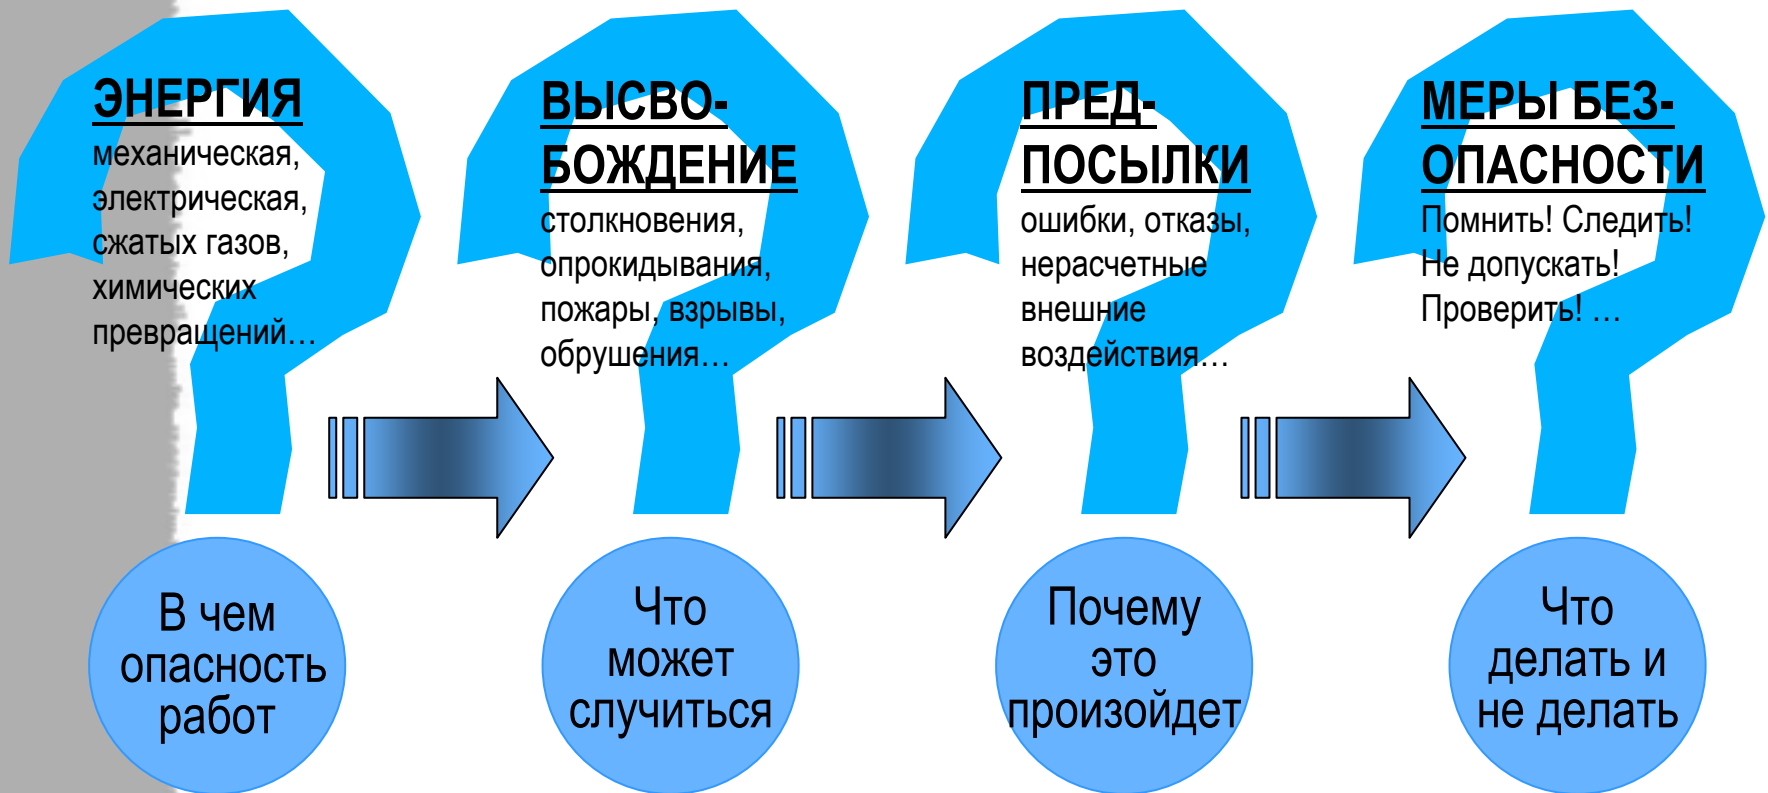 ЭНЕРГИЯ
механическая,
электрическая,
сжатых газов,
химических
превращений…
ВЫСВО-
БОЖДЕНИЕ
столкновения,
опрокидывания,
пожары, взрывы,
обрушения…
ПРЕД-
ПОСЫЛКИ
ошибки, отказы,
нерасчетные
внешние
воздействия…
МЕРЫ БЕЗ-
ОПАСНОСТИ
Помнить! Следить!
Не допускать!
Проверить! …
В чем
опасность
работ
Что
может
случиться
Почему
это
произойдет
Что
делать и
не делать